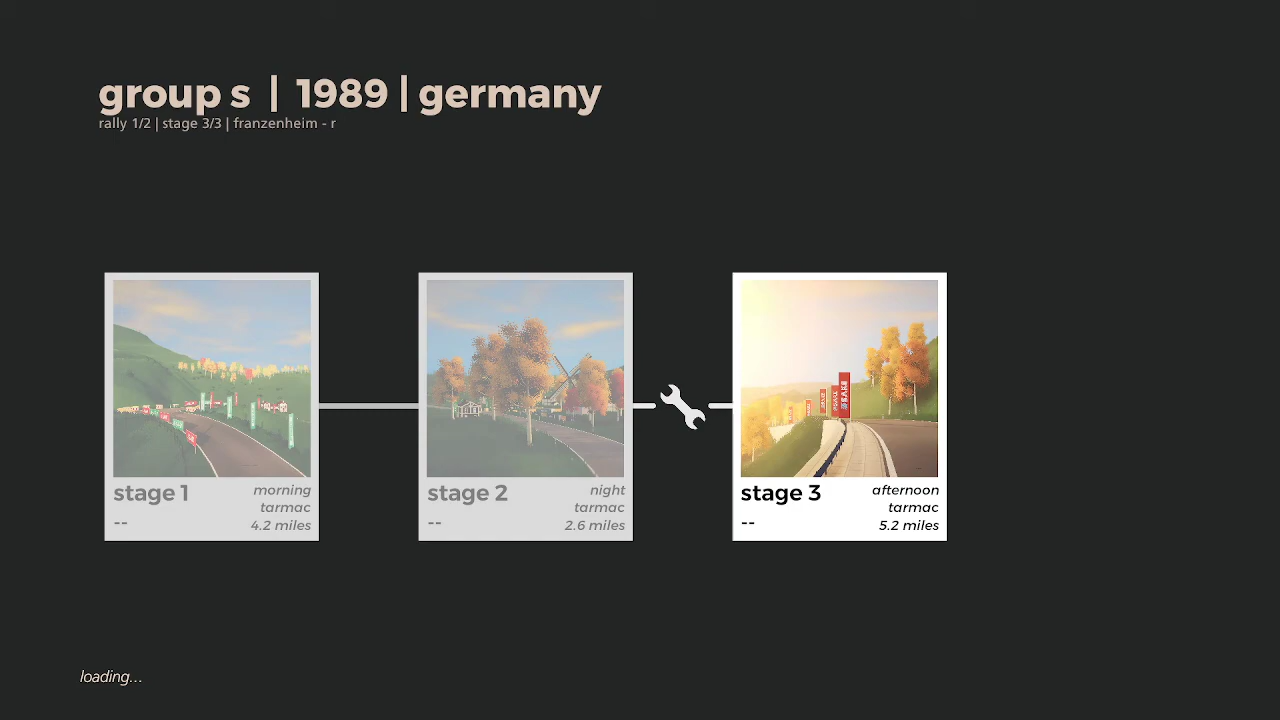 group s | 1989 | germany
rally 1/2 | stage 3/3 | franzenheim - r
stage 1
morning
tarmac
--
4.2 miles
stage 2
night
tarmac
--
2.6 miles
stage 3
afternoon
tarmac
--
5.2 miles
loading...